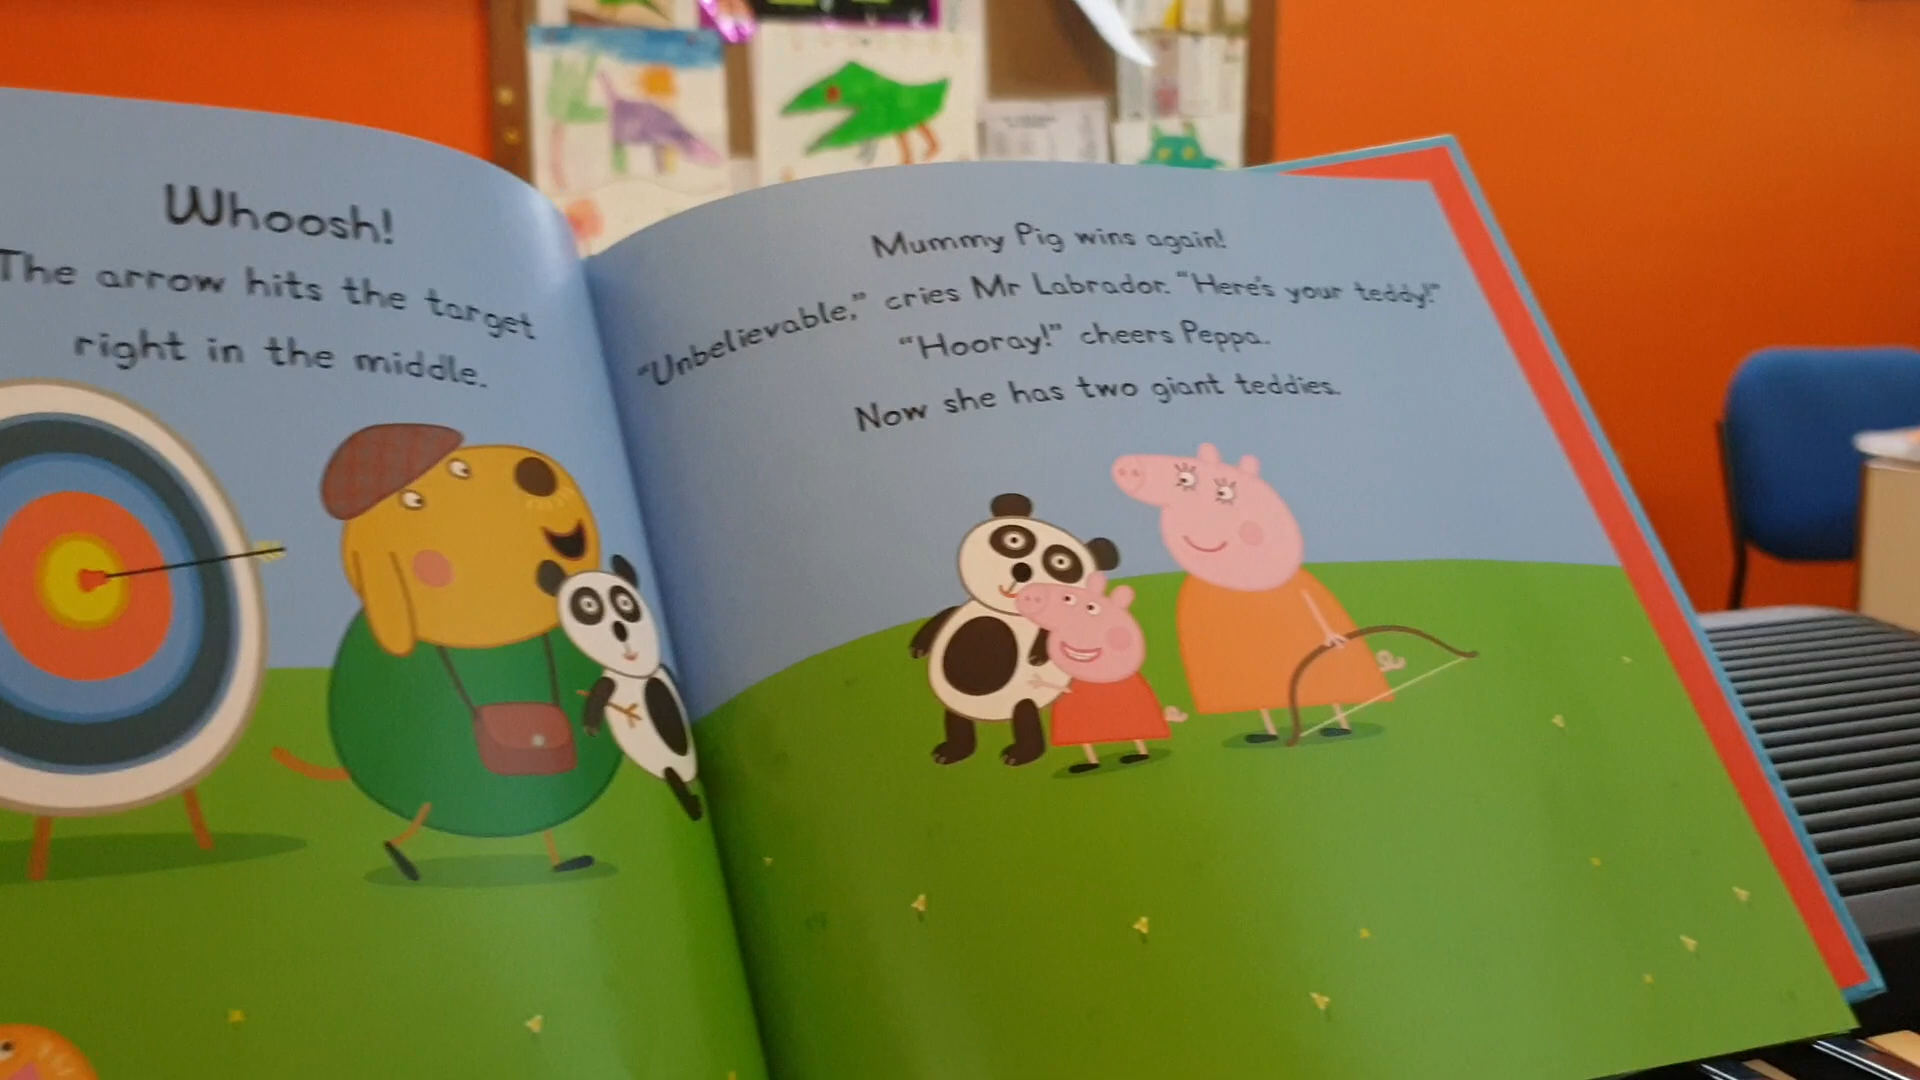 Whoosh!
The arrow hits the target
right in the middle.
Mummy Pig wins again!
“Unbelievable,” cries Mr Labrador. “Here's your teddy!”
“Hooray!” cheers Peppa.
Now she has two giant teddies.